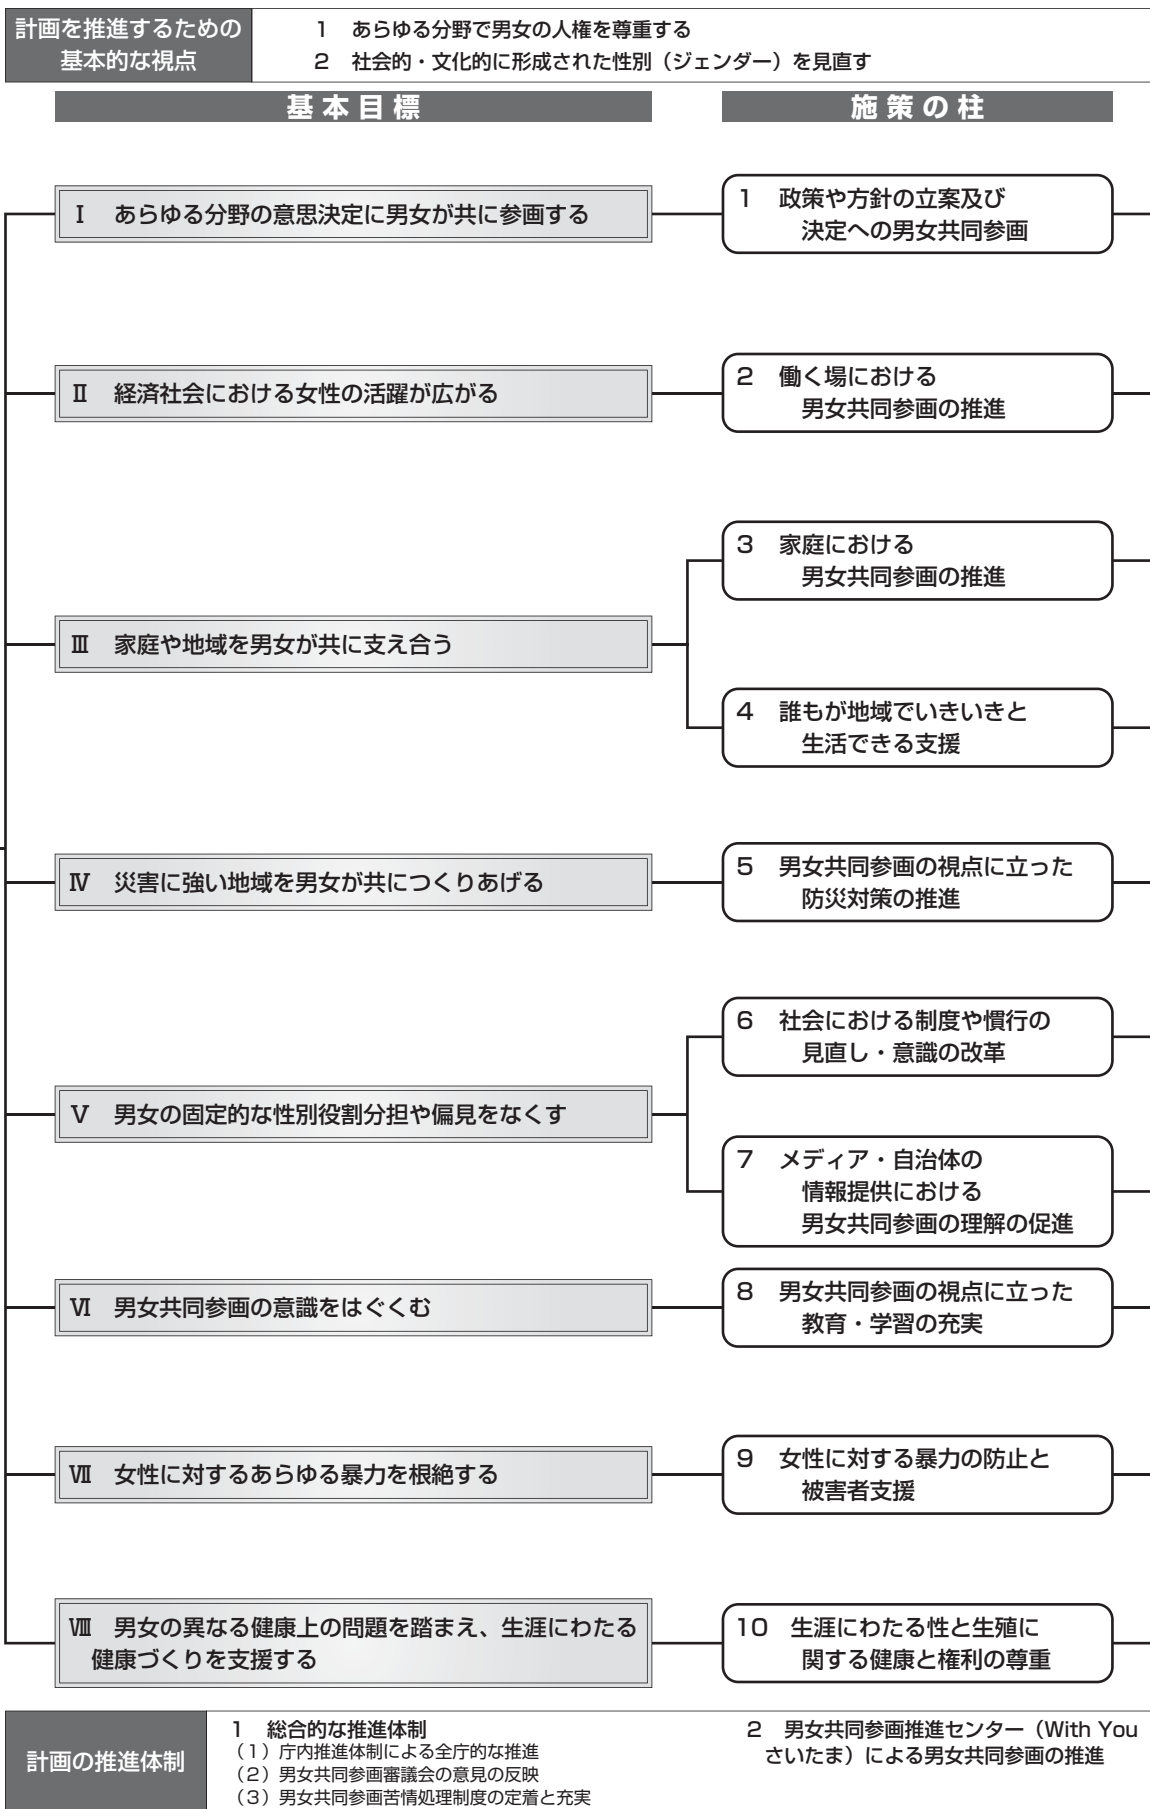 計画を推進するための
基本的な視点
1　あらゆる分野で男女の人権を尊重する
2　社会的・文化的に形成された性別（ジェンダー）を見直す
基本目標
施策の柱
Ⅰ　あらゆる分野の意思決定に男女が共に参画する
1　政策や方針の立案及び
決定への男女共同参画
Ⅱ　経済社会における女性の活躍が広がる
2　働く場における
男女共同参画の推進
Ⅲ　家庭や地域を男女が共に支え合う
3　家庭における
男女共同参画の推進
4　誰もが地域でいきいきと
生活できる支援
Ⅳ　災害に強い地域を男女が共につくりあげる
5　男女共同参画の視点に立った
防災対策の推進
Ⅴ　男女の固定的な性別役割分担や偏見をなくす
6　社会における制度や慣行の
見直し・意識の改革
7　メディア・自治体の
情報提供における
男女共同参画の理解の促進
Ⅵ　男女共同参画の意識をはぐくむ
8　男女共同参画の視点に立った
教育・学習の充実
Ⅶ　女性に対するあらゆる暴力を根絶する
9　女性に対する暴力の防止と
被害者支援
Ⅷ　男女の異なる健康上の問題を踏まえ、生涯にわたる
健康づくりを支援する
10　生涯にわたる性と生殖に
関する健康と権利の尊重
計画の推進体制
1　総合的な推進体制
（1）庁内推進体制による全庁的な推進
（2）男女共同参画審議会の意見の反映
（3）男女共同参画苦情処理制度の定着と充実
2　男女共同参画推進センター（With You
さいたま）による男女共同参画の推進